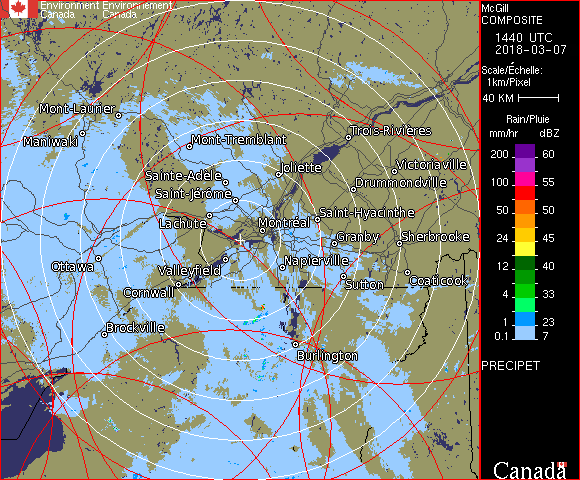 Environment Environnement
Canada Canada
McGill
COMPOSITE
1440 UTC
2018-03-07
Scale/Échelle:
1km/Pixel
40 KM
Rain/Pluie
mm/hr dBZ
200 60
100 55
50 50
24 45
12 40
4 33
1 23
0.1 7
PRECIPET
Canada
Mont-Laurier
Maniwaki
Mont-Tremblant
Trois-Rivières
Joliette
Victoriaville
Sainte-Adèle
Drummondville
Saint-Jérôme
Saint-Hyacinthe
Lachute
Montréal
Granby
Sherbrooke
Ottawa
Valleyfield
Napierville
Cornwall
Sutton
Coaticook
Brockville
Burlington